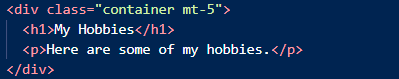 <div class="container mt-5">
  <h1>My Hobbies</h1>
  <p>Here are some of my hobbies.</p>
</div>